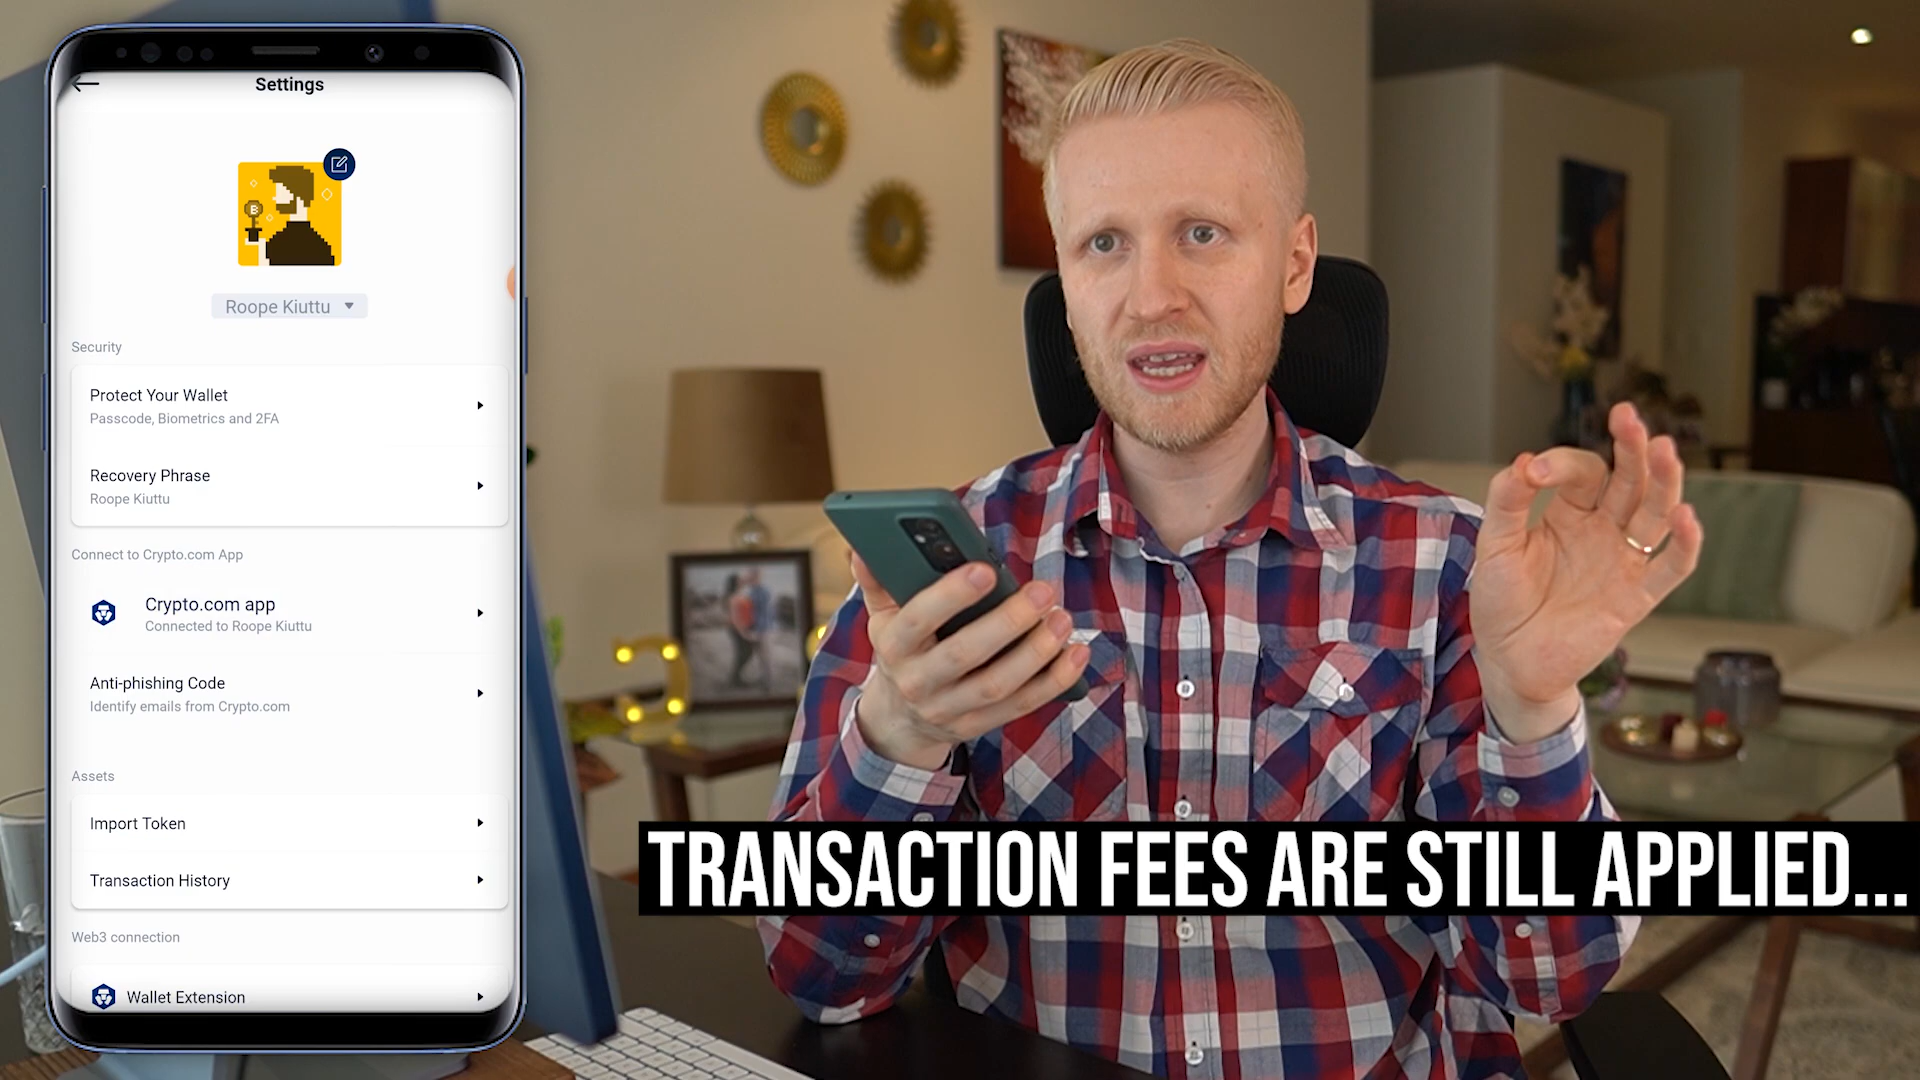 Settings
Roope Kiuttu
Security
Protect Your Wallet
Passcode, Biometrics and 2FA
Recovery Phrase
Roope Kiuttu
Connect to Crypto.com App
Crypto.com app
Connected to Roope Kiuttu
Anti-phishing Code
Identify emails from Crypto.com
Assets
Import Token
Transaction History
Web3 connection
Wallet Extension
TRANSACTION FEES ARE STILL APPLIED...